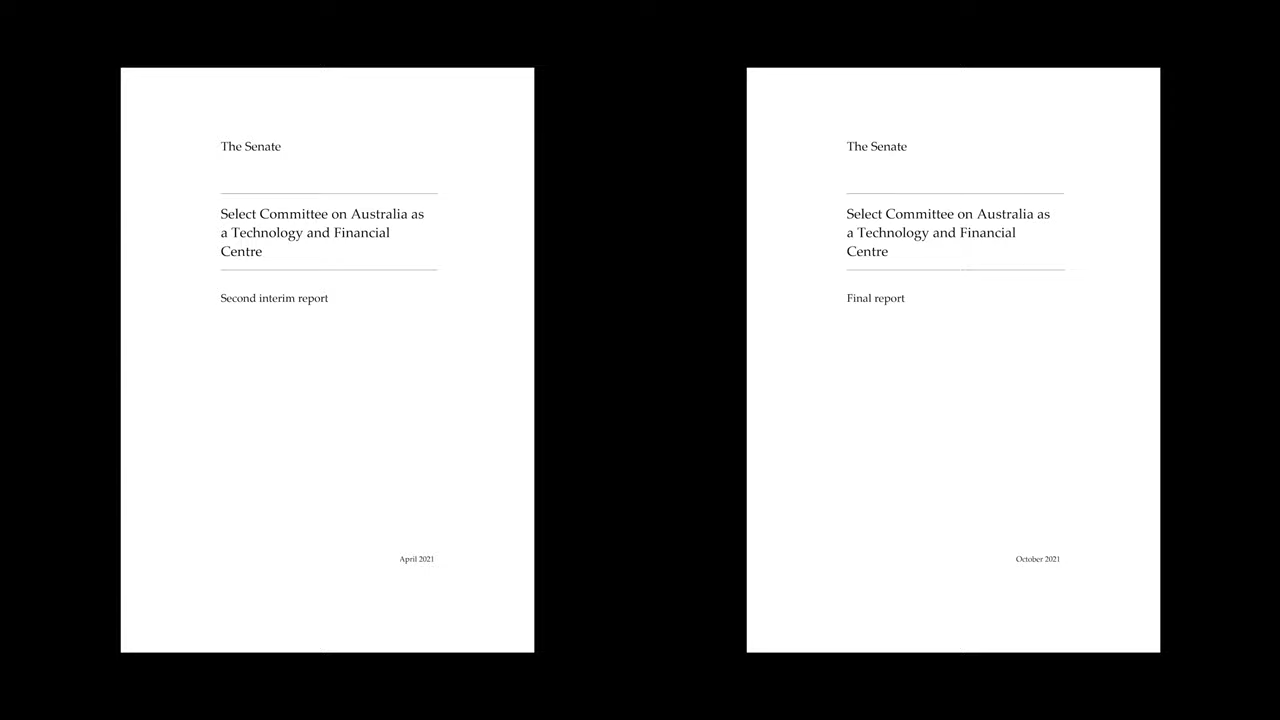 The Senate
Select Committee on Australia as
a Technology and Financial
Centre
Second interim report
April 2021
The Senate
Select Committee on Australia as
a Technology and Financial
Centre
Final report
October 2021